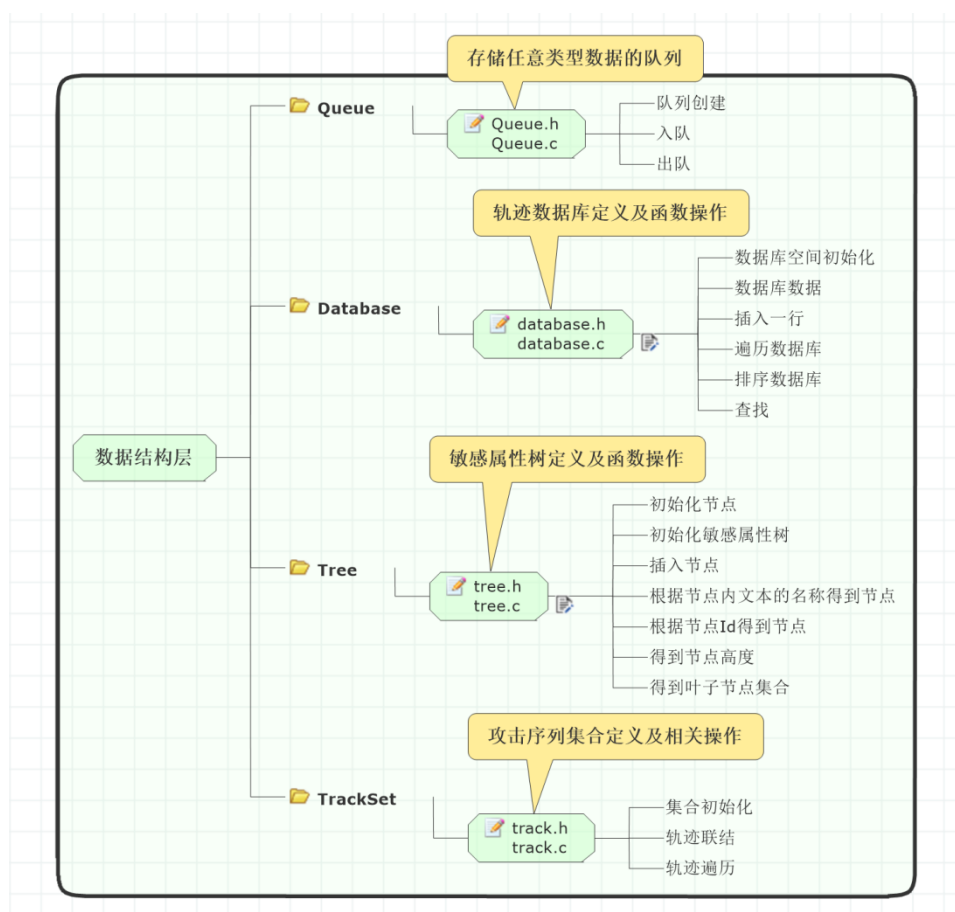 存储任意类型数据的队列
Queue
Queue.h
Queue.c
队列创建
入队
出队
轨迹数据库定义及函数操作
Database
database.h
database.c
数据库空间初始化
数据库数据
插入一行
遍历数据库
排序数据库
查找
数据结构层
敏感属性树定义及函数操作
Tree
tree.h
tree.c
初始化节点
初始化敏感属性树
插入节点
根据节点内文本的名称得到节点
根据节点Id得到节点
得到节点高度
得到叶子节点集合
攻击序列集合定义及相关操作
TrackSet
track.h
track.c
集合初始化
轨迹联结
轨迹遍历